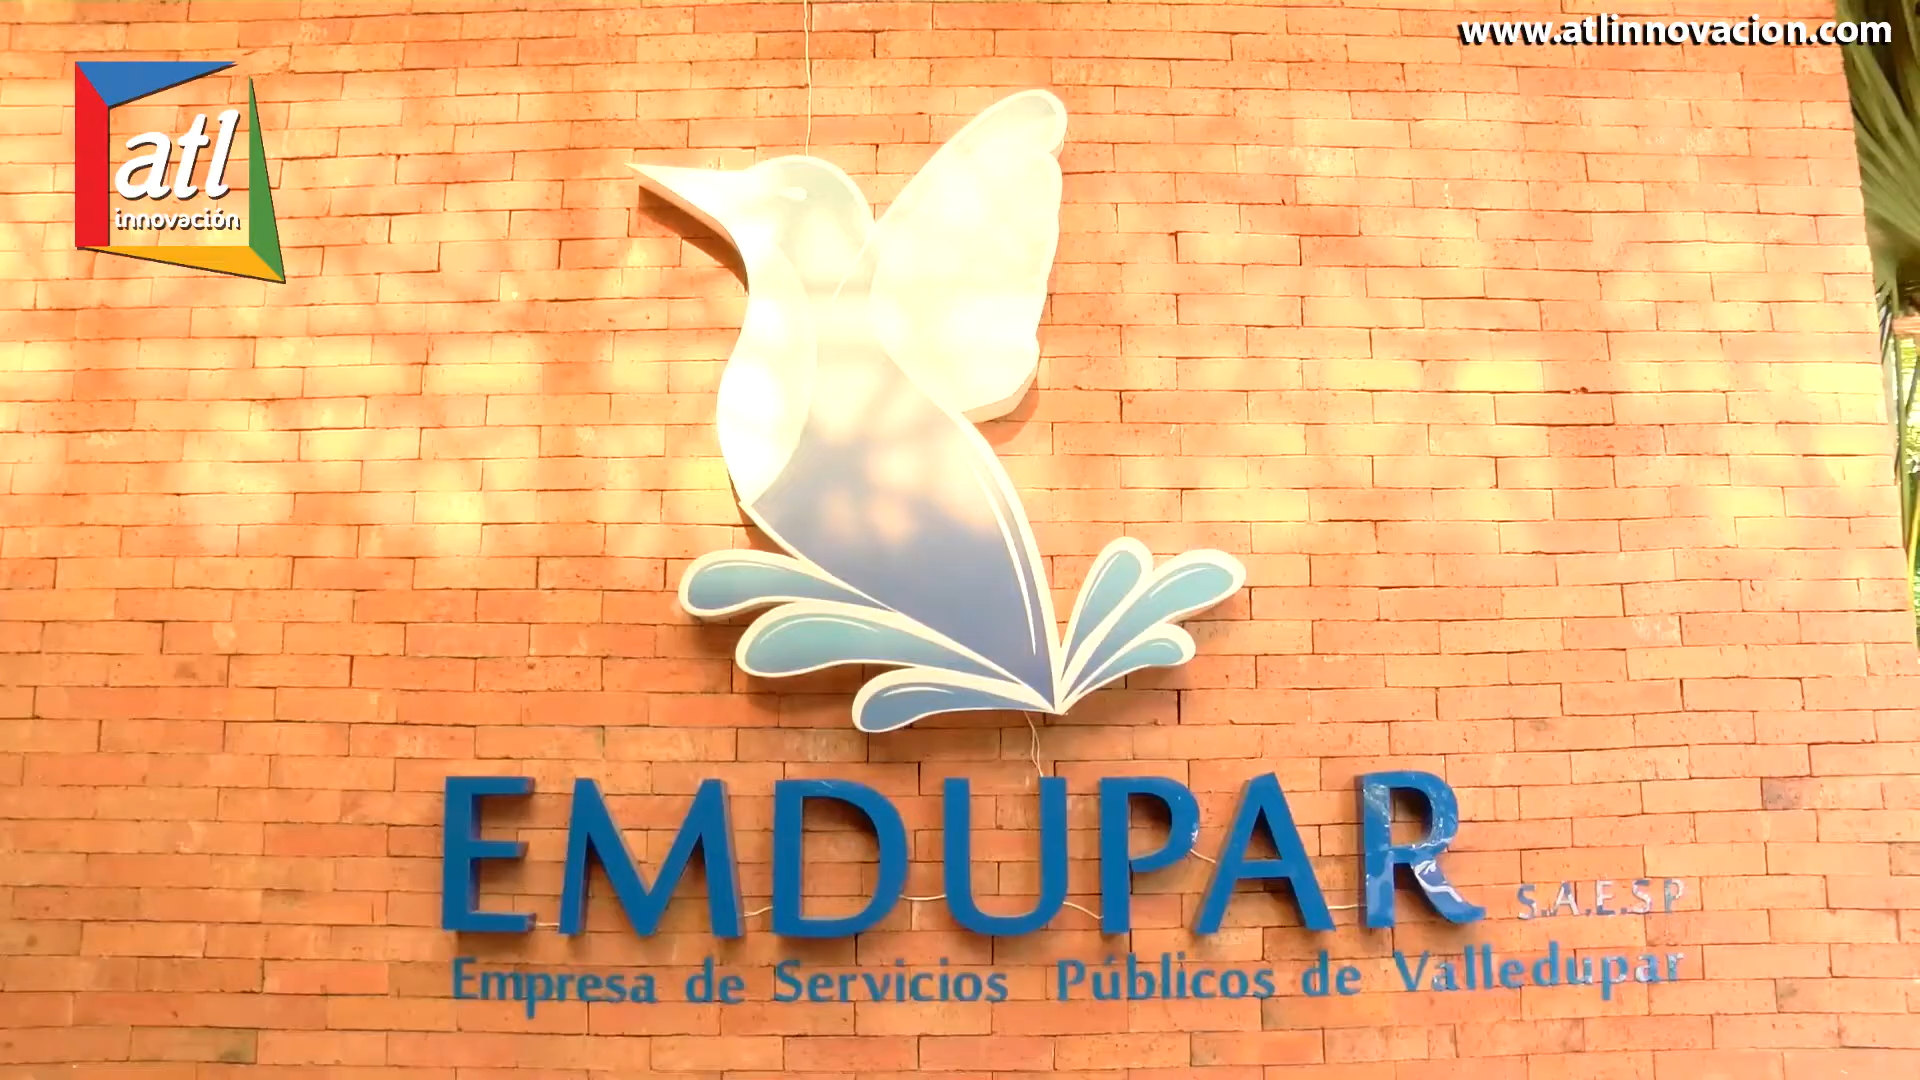 www.atlinnovacion.com
atl
innovación
EMDUPAR S.A.E.S P
Empresa de Servicios Públicos de Valledupar